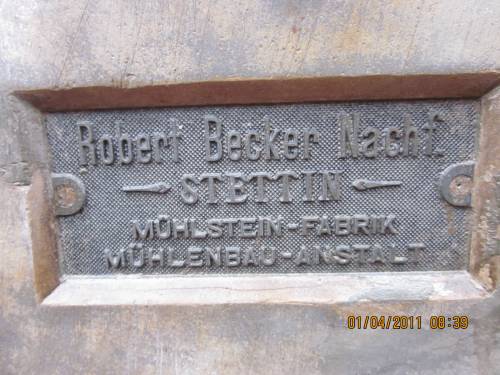 Robert Becker Nachf.
STETTIN
MÜHLSTEIN-FABRIK
MÜHLENBAU-ANSTALT
01/04/2011 08:39